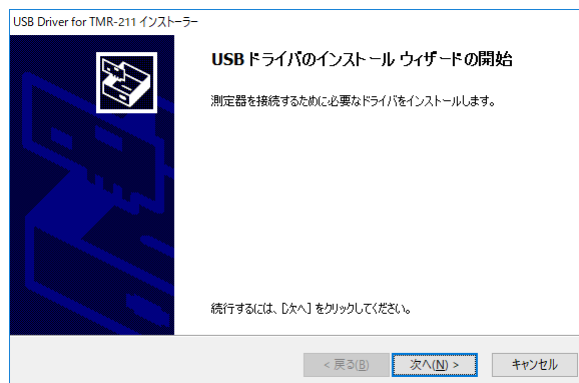 USB Driver for TMR-211 インストーラー
USB ドライバのインストール ウィザードの開始
測定器を接続するために必要なドライバをインストールします。
続行するには、[次へ] をクリックしてください。
< 戻る(B) 次へ(N) > キャンセル